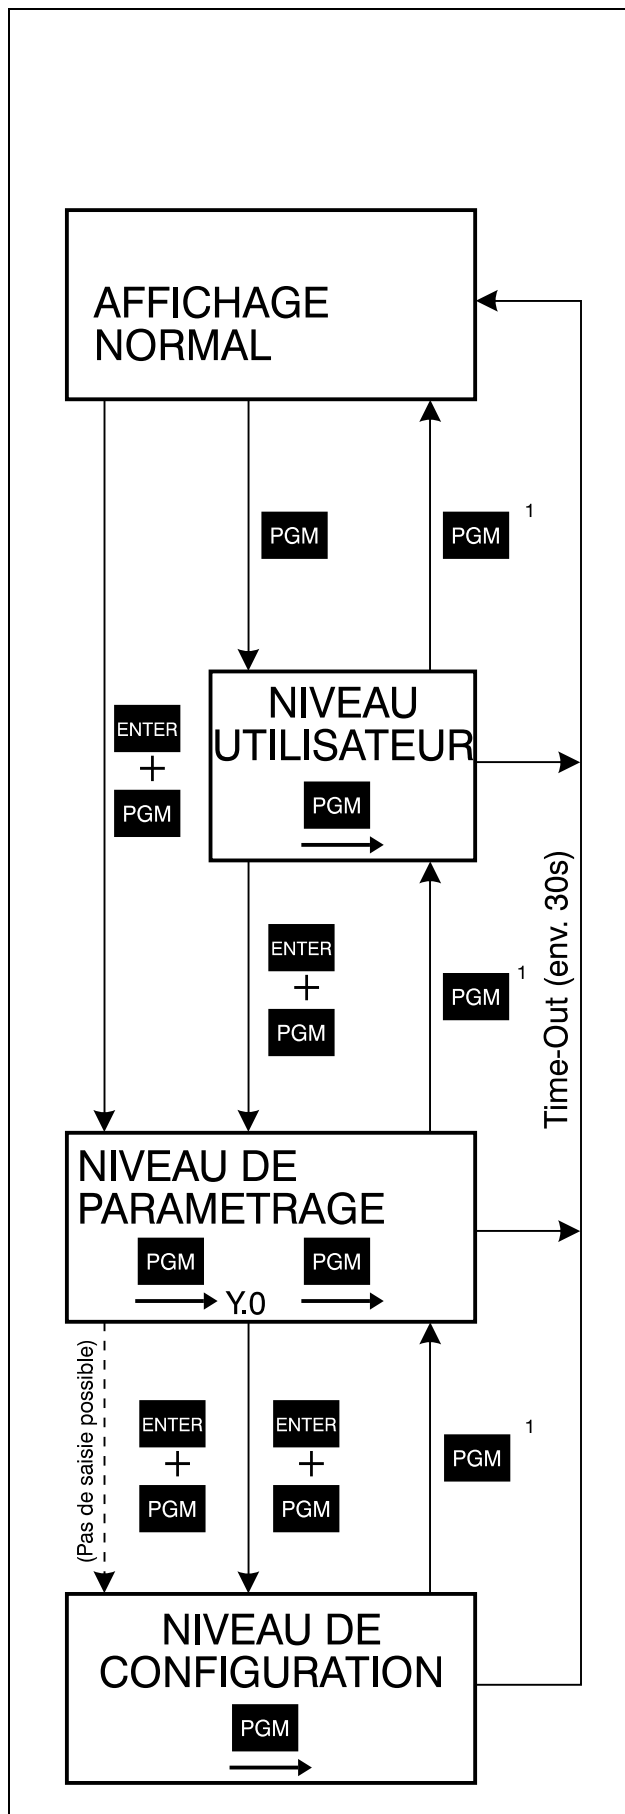 AFFICHAGE
NORMAL
PGM
PGM 1
NIVEAU
UTILISATEUR
PGM
ENTER
+
PGM
ENTER
+
PGM
PGM 1
Time-Out (env. 30s)
NIVEAU DE
PARAMETRAGE
PGM PGM
Y.0
(Pas de saisie possible)
ENTER ENTER
+ +
PGM PGM
PGM 1
NIVEAU DE
CONFIGURATION
PGM